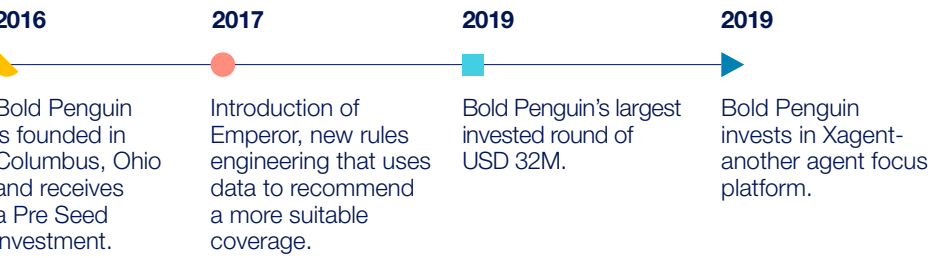 2016
Bold Penguin
is founded in
Columbus, Ohio
and receives
a Pre Seed
investment.
2017
Introduction of
Emperor, new rules
engineering that uses
data to recommend
a more suitable
coverage.
2019
Bold Penguin’s largest
invested round of
USD 32M.
2019
Bold Penguin
invests in Xagent-
another agent focus
platform.